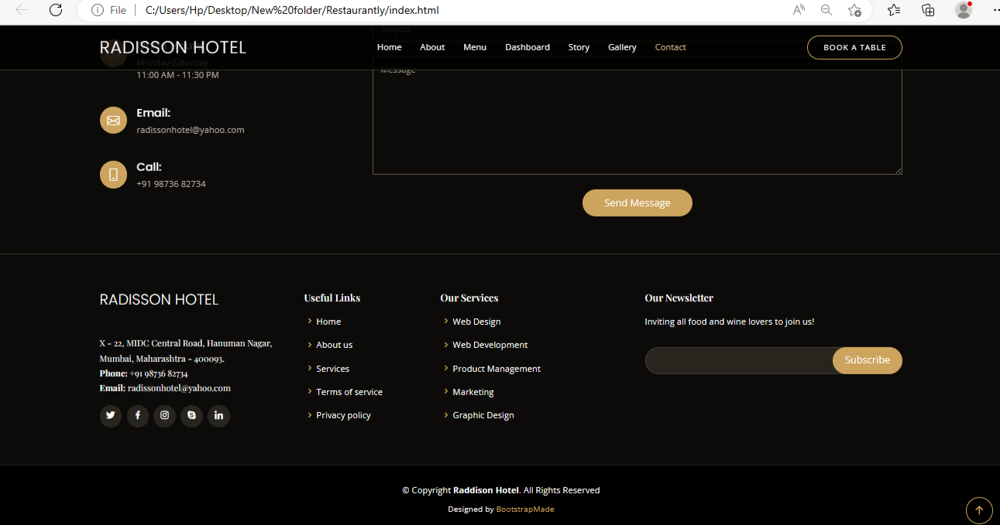 File C:/Users/Hp/Desktop/New%20folder/Restaurantly/index.html
Subject
RADISSON HOTEL
Home About Menu Dashboard Story Gallery Contact
BOOK A TABLE
Monday-Saturday:
11:00 AM - 11:30 PM
Message
Email:
radissonhotel@yahoo.com
Call:
+91 98736 82734
Send Message
RADISSON HOTEL
X - 22, MIDC Central Road, Hanuman Nagar,
Mumbai, Maharashtra - 400093.
Phone: +91 98736 82734
Email: radissonhotel@yahoo.com
Useful Links
Home
About us
Services
Terms of service
Privacy policy
Our Services
Web Design
Web Development
Product Management
Marketing
Graphic Design
Our Newsletter
Inviting all food and wine lovers to join us!
Subscribe
© Copyright Raddison Hotel. All Rights Reserved
Designed by BootstrapMade